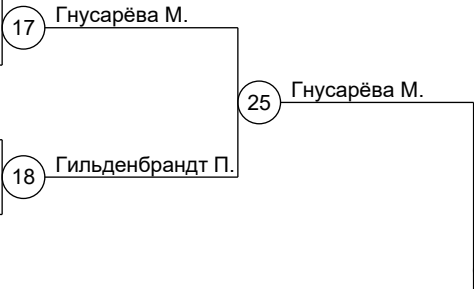 17 Гнусарёва М.
25 Гнусарёва М.
18 Гильденбрандт П.